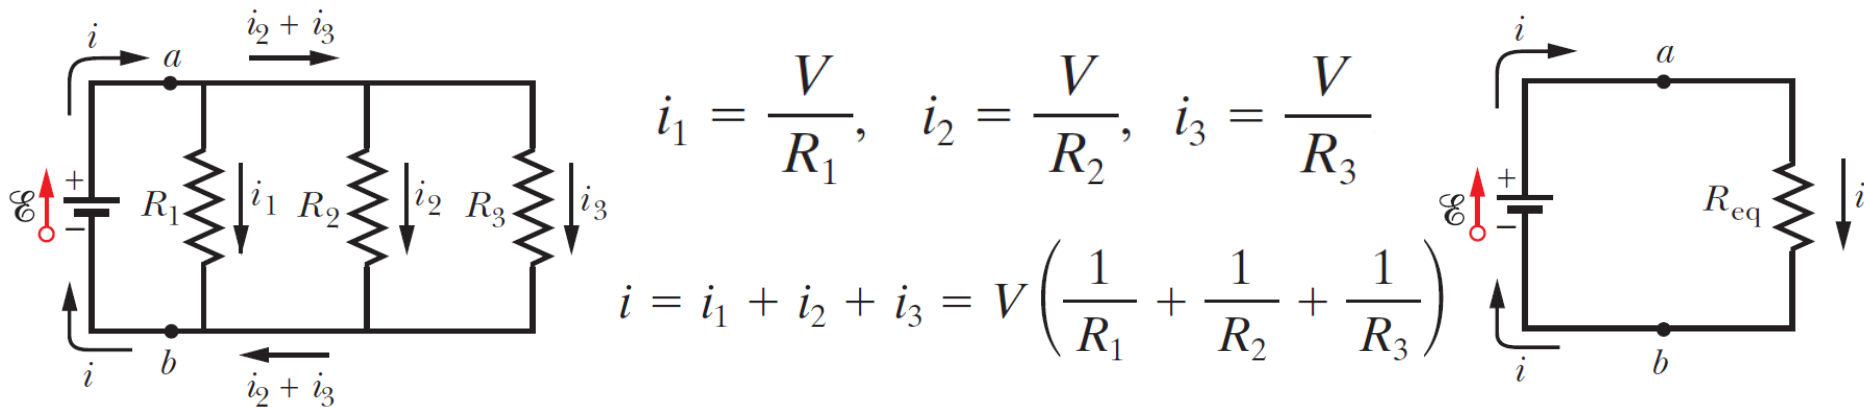 i
a
i₂ + i₃
ℰ
+
−
R₁
i₁
R₂
i₂
R₃
i₃
i
b
i₂ + i₃
i₁ = V/R₁, i₂ = V/R₂, i₃ = V/R₃
i = i₁ + i₂ + i₃ = V(1/R₁ + 1/R₂ + 1/R₃)
i
a
ℰ
+
−
R_eq
i
i
b